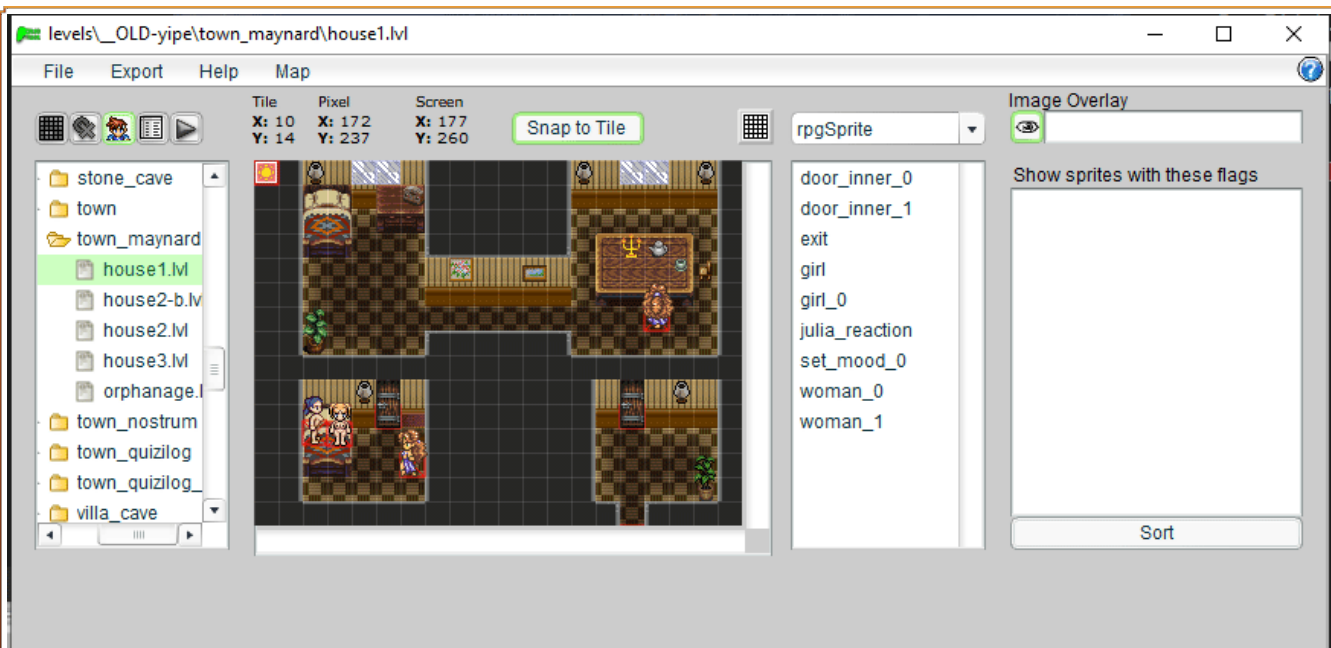 levels\__OLD-yipe\town_maynard\house1.lvl
File Export Help Map
Tile Pixel Screen
X: 10 X: 172 X: 177
Y: 14 Y: 237 Y: 260
Snap to Tile
rpgSprite
Image Overlay
stone_cave
town
town_maynard
house1.lvl
house2-b.lv
house2.lvl
house3.lvl
orphanage.l
town_nostrum
town_quizilog
town_quizilog_
villa_cave
door_inner_0
door_inner_1
exit
girl
girl_0
julia_reaction
set_mood_0
woman_0
woman_1
Show sprites with these flags
Sort